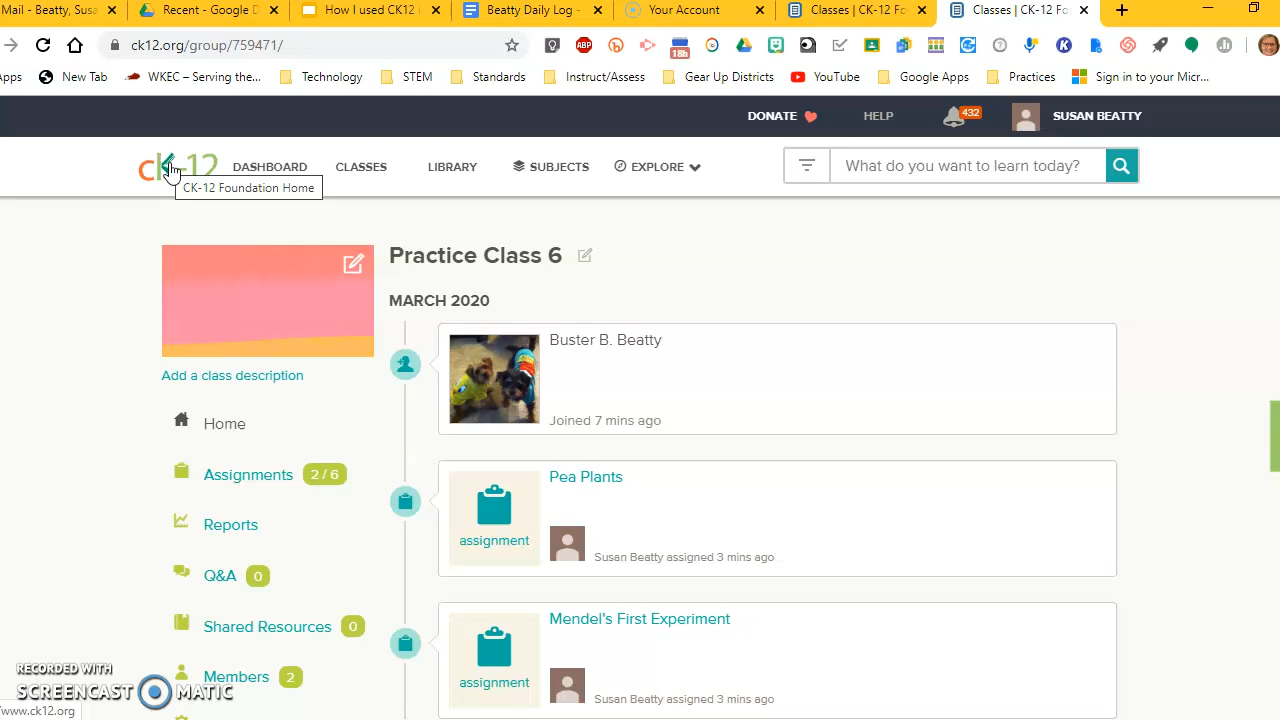 Mail - Beatty, Susa
Recent - Google D
How I used CK12 i
Beatty Daily Log -
Your Account
Classes | CK-12 Fo
Classes | CK-12 Fo
ck12.org/group/759471/
ABP
18h
K
pps
New Tab
WKEC – Serving the...
Technology
STEM
Standards
Instruct/Assess
Gear Up Districts
YouTube
Google Apps
Practices
Sign in to your Micr...
DONATE
HELP
432
SUSAN BEATTY
ck-12
DASHBOARD
CLASSES
LIBRARY
SUBJECTS
EXPLORE
What do you want to learn today?
CK-12 Foundation Home
Practice Class 6
MARCH 2020
Add a class description
Home
Assignments 2 / 6
Reports
Q&A 0
Shared Resources 0
Members 2
Buster B. Beatty
Joined 7 mins ago
Pea Plants
assignment
Susan Beatty assigned 3 mins ago
Mendel's First Experiment
assignment
Susan Beatty assigned 3 mins ago
RECORDED WITH
SCREENCAST MATIC
/www.ck12.org